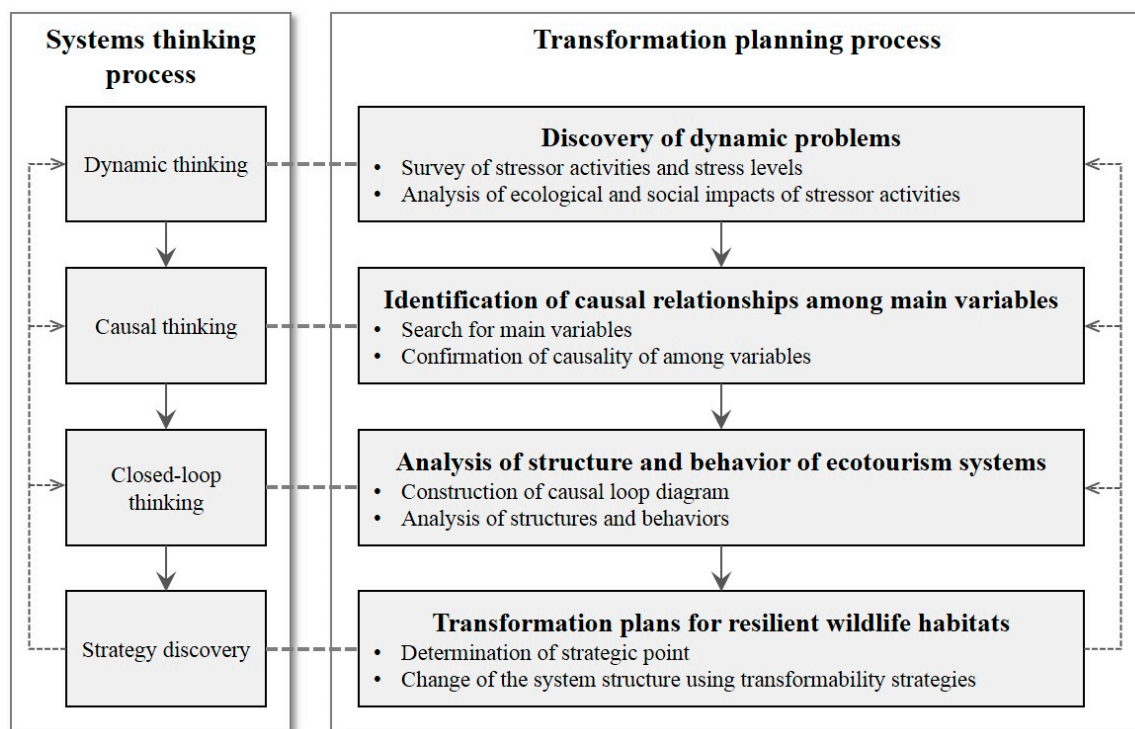 Systems thinking
process
Dynamic thinking
Causal thinking
Closed-loop
thinking
Strategy discovery
Transformation planning process
Discovery of dynamic problems
• Survey of stressor activities and stress levels
• Analysis of ecological and social impacts of stressor activities
Identification of causal relationships among main variables
• Search for main variables
• Confirmation of causality of among variables
Analysis of structure and behavior of ecotourism systems
• Construction of causal loop diagram
• Analysis of structures and behaviors
Transformation plans for resilient wildlife habitats
• Determination of strategic point
• Change of the system structure using transformability strategies